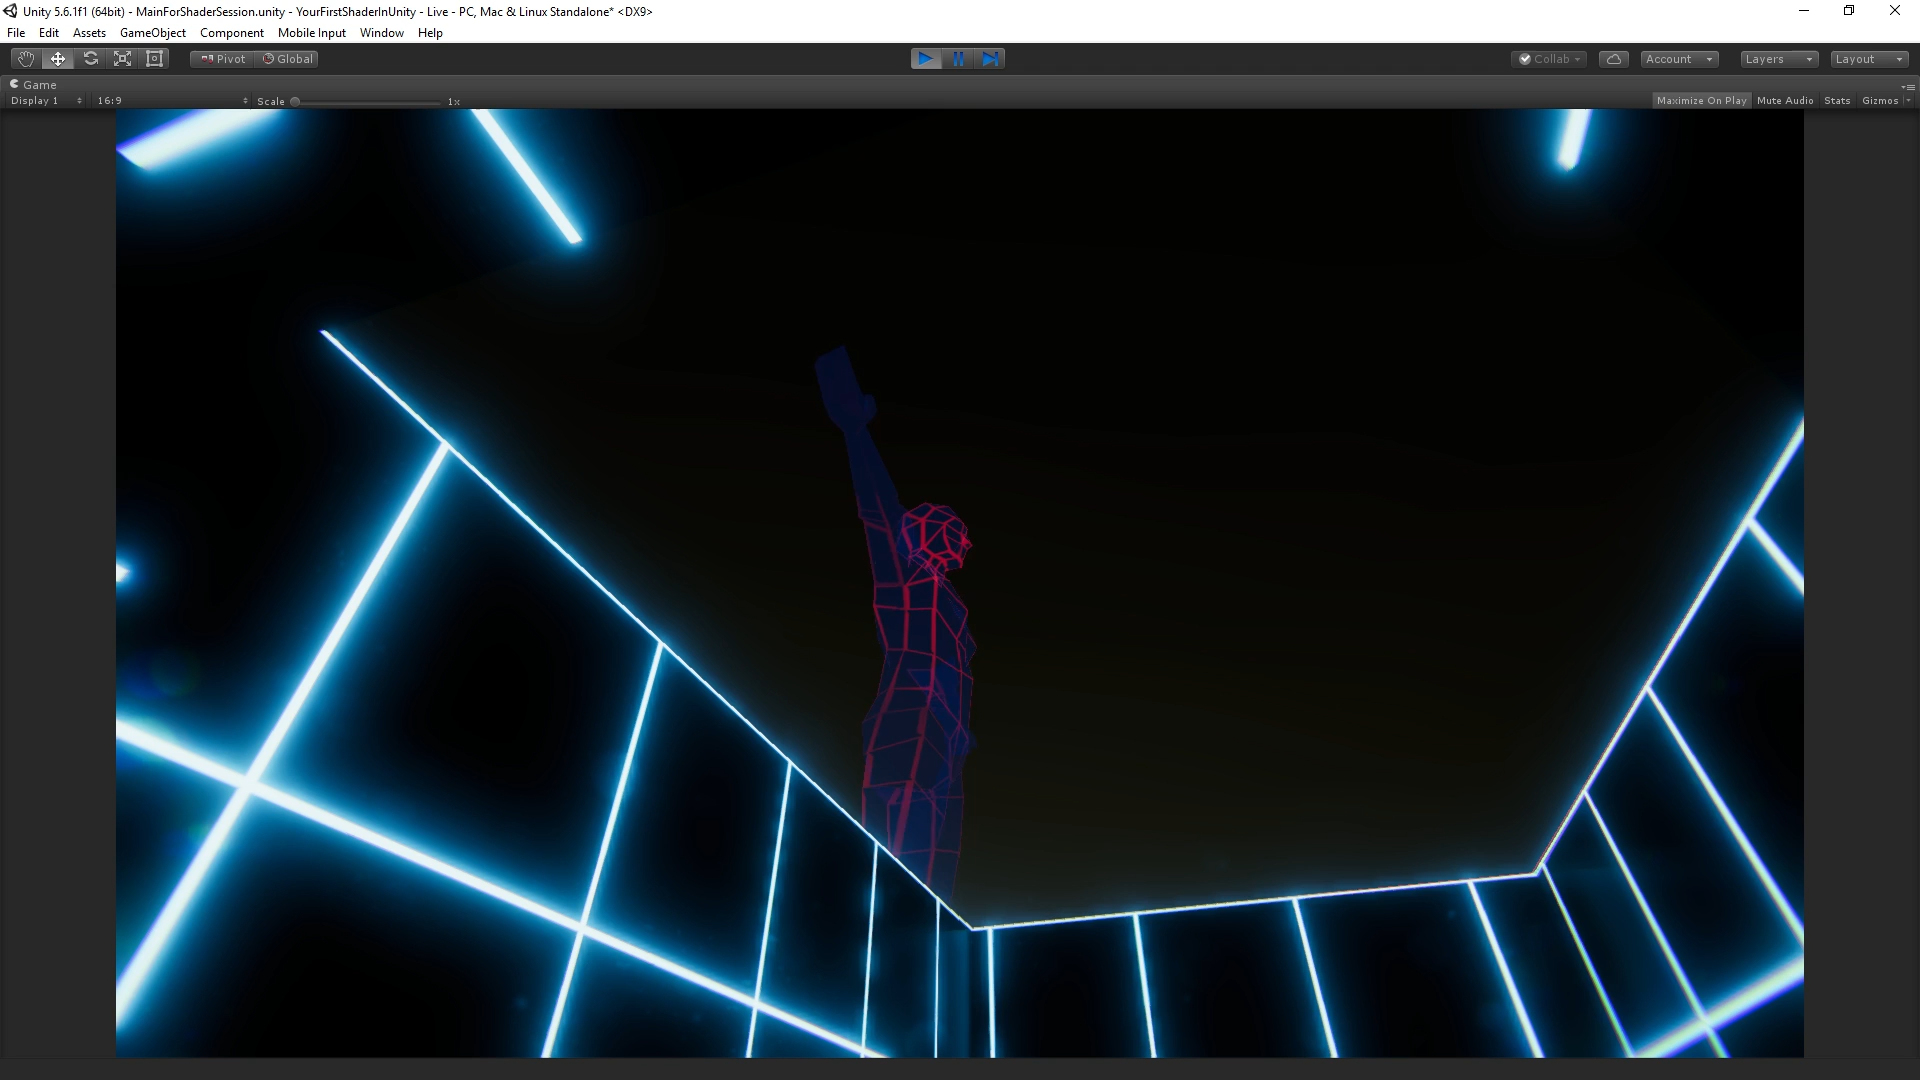 Unity 5.6.1f1 (64bit) - MainForShaderSession.unity - YourFirstShaderInUnity - Live - PC, Mac & Linux Standalone* <DX9>
File Edit Assets GameObject Component Mobile Input Window Help
Pivot Global Collab Account Layers Layout
Game
Display 1 16:9 Scale 1x Maximize On Play Mute Audio Stats Gizmos